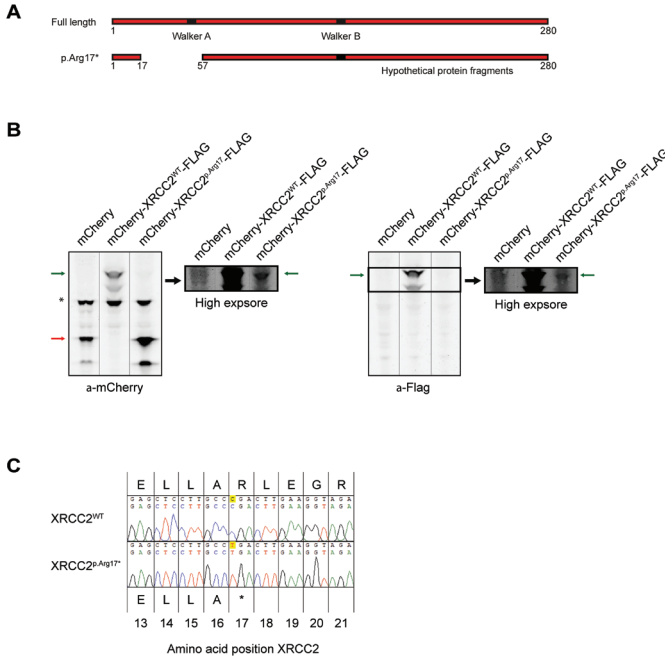 A
Full length
1
280
Walker A
Walker B
p.Arg17*
1
17
57
280
Hypothetical protein fragments
B
mCherry
mCherry-XRCC2WT-FLAG
mCherry-XRCC2p.Arg17-FLAG
mCherry
mCherry-XRCC2WT-FLAG
mCherry-XRCC2p.Arg17-FLAG
*
High expsore
a-mCherry
mCherry
mCherry-XRCC2WT-FLAG
mCherry-XRCC2p.Arg17-FLAG
mCherry
mCherry-XRCC2WT-FLAG
mCherry-XRCC2p.Arg17-FLAG
High expsore
a-Flag
C
E L L A R L E G R
G A G C T C C T T G C C C G A C T T G A A G G T A G A
G A G C T C C T T G C C C G A C T T G A A G G T A G A
XRCC2WT
G A G C T C C T T G C C T G A C T T G A A G G T A G A
G A G C T C C T T G C C T G A C T T G A A G G T A G A
XRCC2p.Arg17*
E L L A *
13 14 15 16 17 18 19 20 21
Amino acid position XRCC2